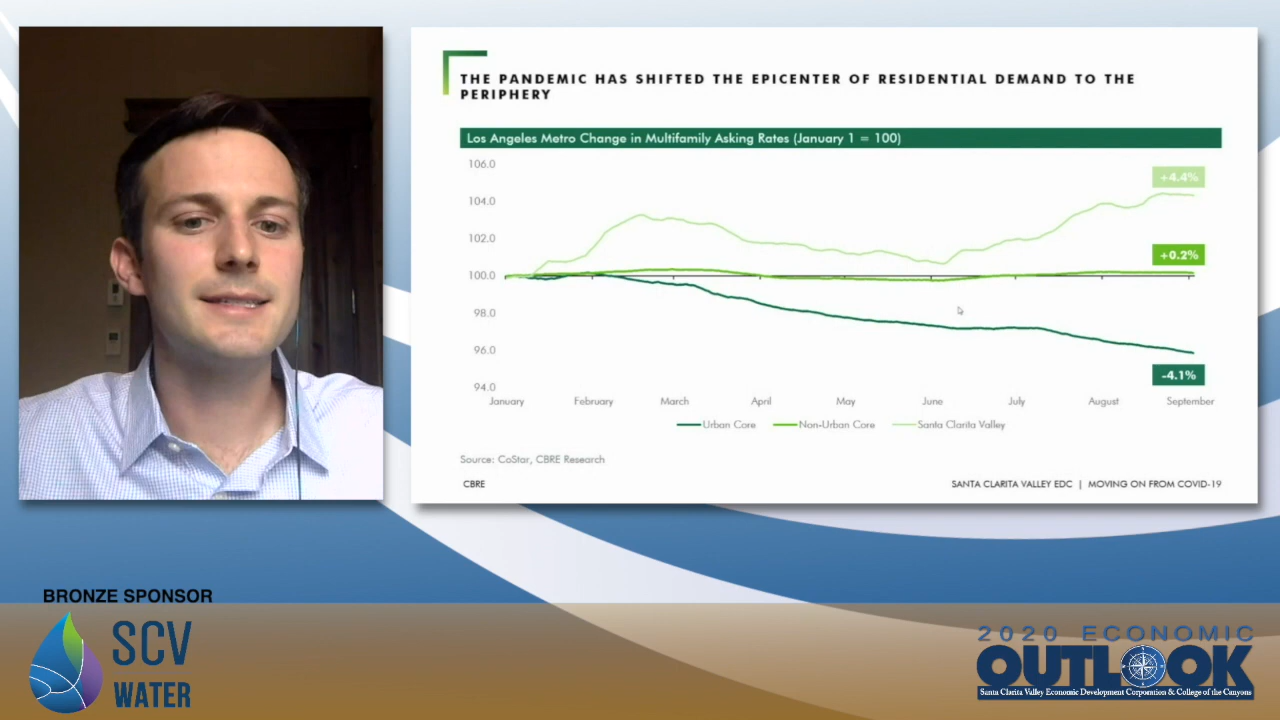 THE PANDEMIC HAS SHIFTED THE EPICENTER OF RESIDENTIAL DEMAND TO THE
PERIPHERY
Los Angeles Metro Change in Multifamily Asking Rates (January 1 = 100)
106.0
104.0
102.0
100.0
98.0
96.0
94.0
+4.4%
+0.2%
-4.1%
January February March April May June July August September
Urban Core Non-Urban Core Santa Clarita Valley
Source: CoStar, CBRE Research
CBRE
SANTA CLARITA VALLEY EDC | MOVING ON FROM COVID-19
BRONZE SPONSOR
SCV
WATER
2020 ECONOMIC
OUTLOOK
Santa Clarita Valley Economic Development Corporation & College of the Canyons